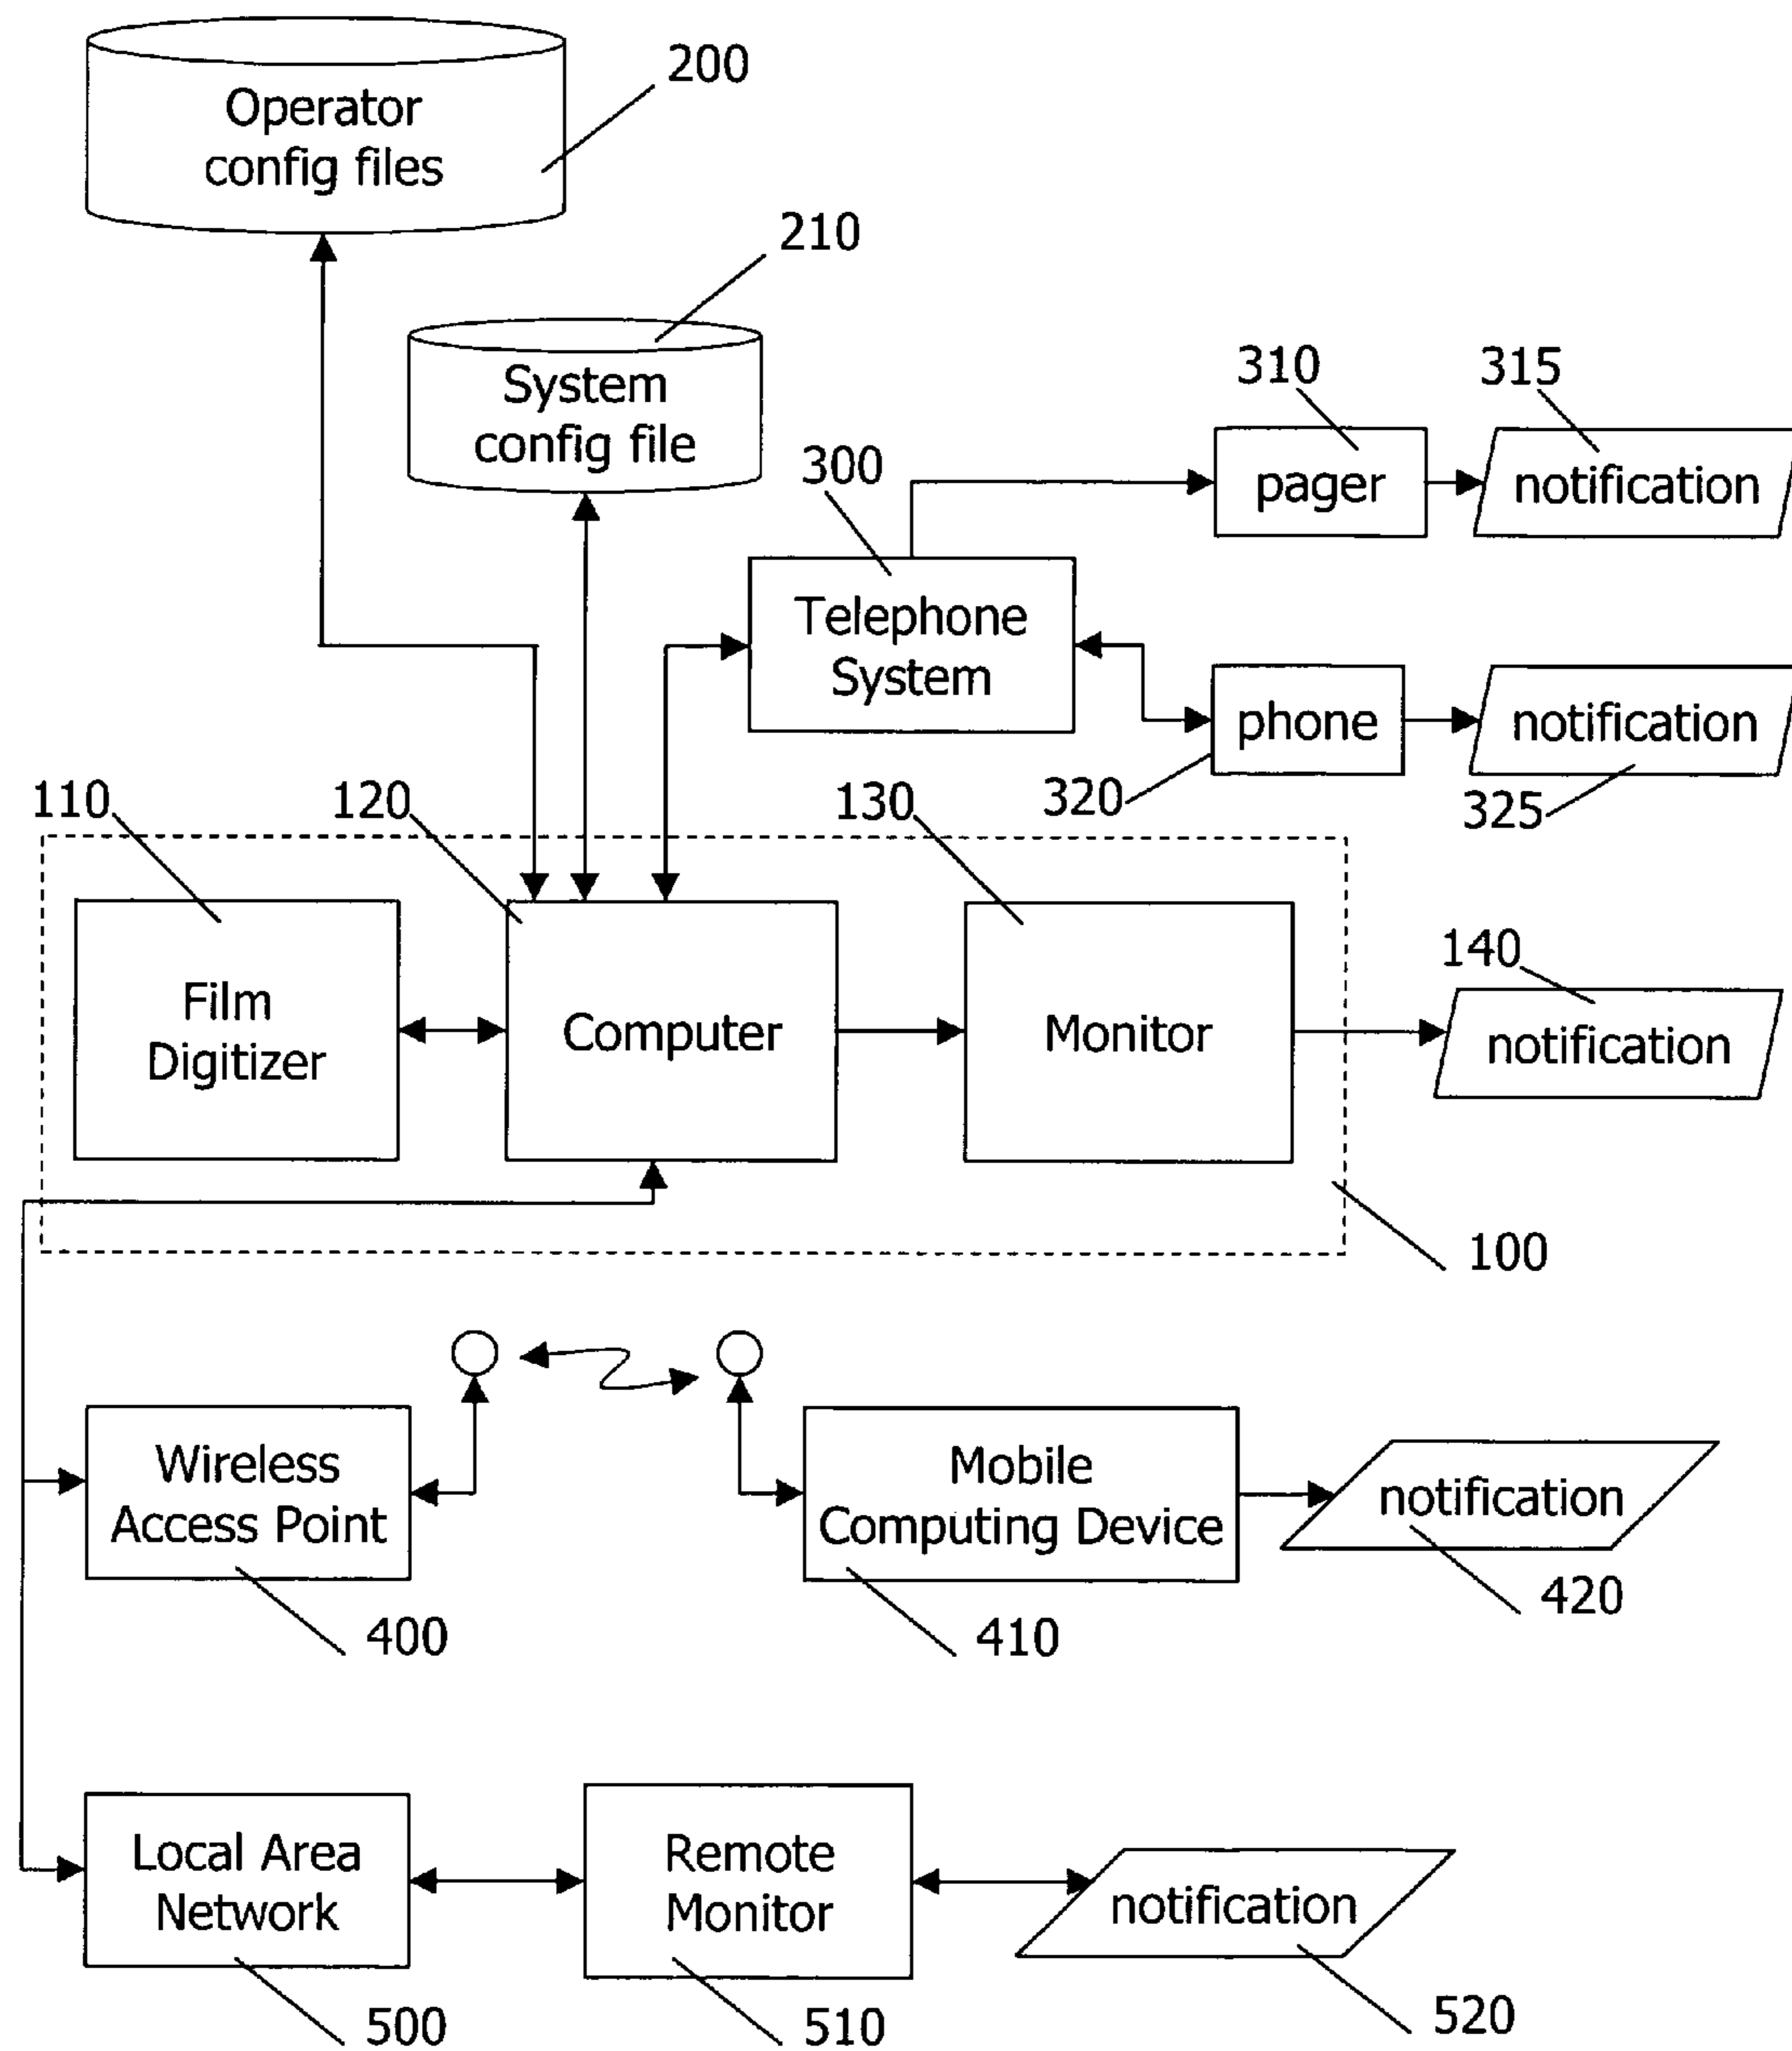 200
Operator
config files
210
System
config file
310
315
pager
notification
300
Telephone
System
phone
notification
320
325
110
120
130
140
Film
Digitizer
Computer
Monitor
notification
100
Wireless
Access Point
Mobile
Computing Device
notification
400
410
420
Local Area
Network
Remote
Monitor
notification
500
510
520